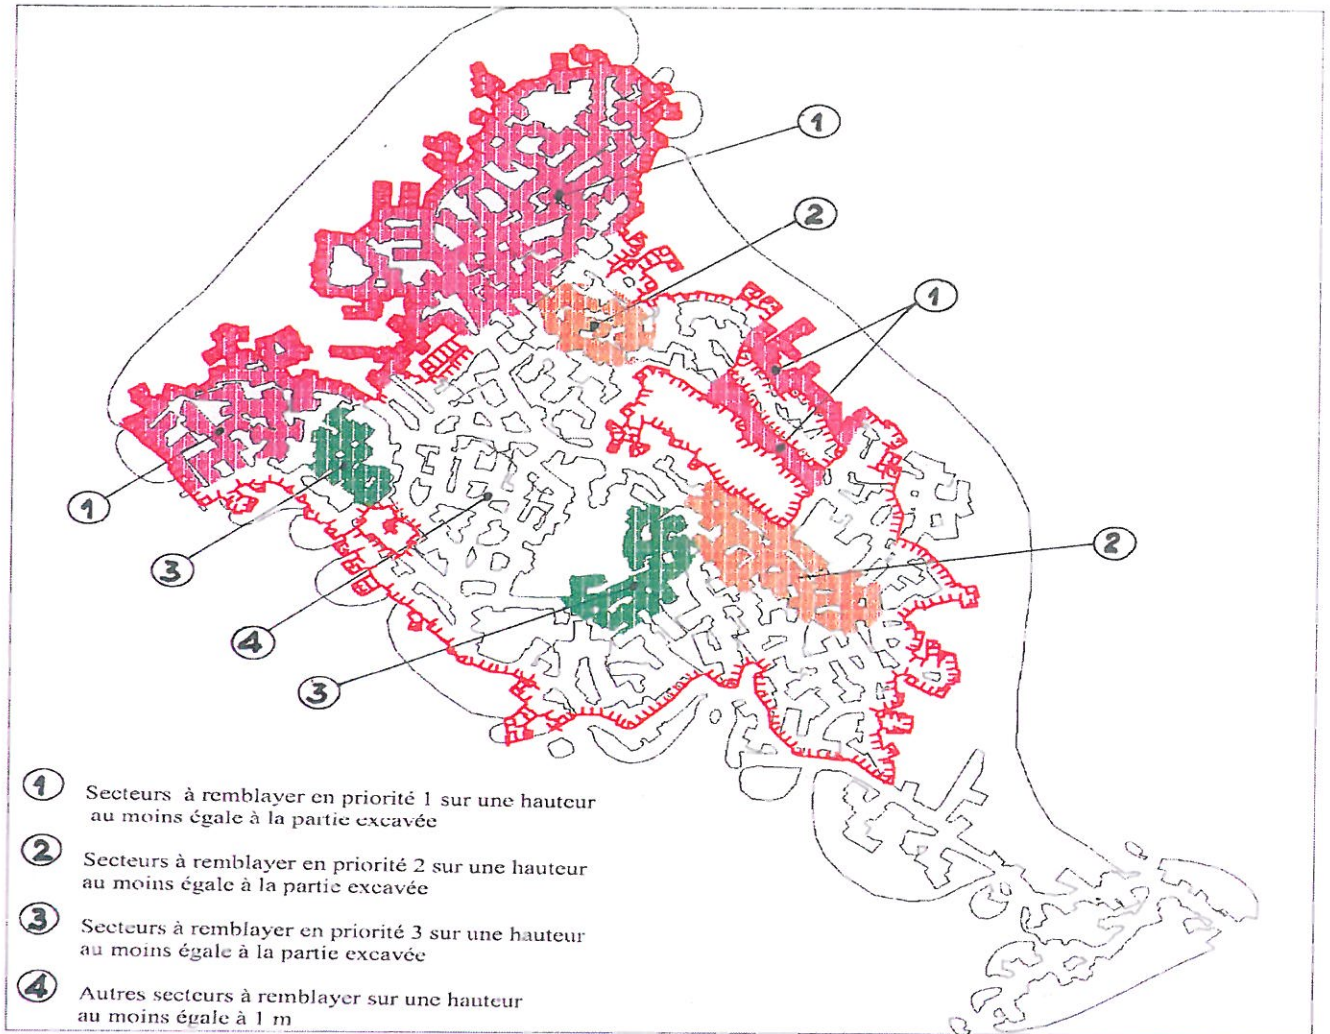 1
2
1
1
3
4
3
2
1 Secteurs à remblayer en priorité 1 sur une hauteur
au moins égale à la partie excavée
2 Secteurs à remblayer en priorité 2 sur une hauteur
au moins égale à la partie excavée
3 Secteurs à remblayer en priorité 3 sur une hauteur
au moins égale à la partie excavée
4 Autres secteurs à remblayer sur une hauteur
au moins égale à 1 m